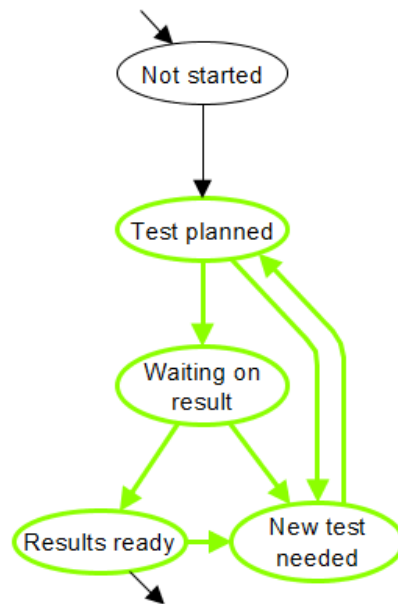 Not started
Test planned
Waiting on
result
Results ready
New test
needed